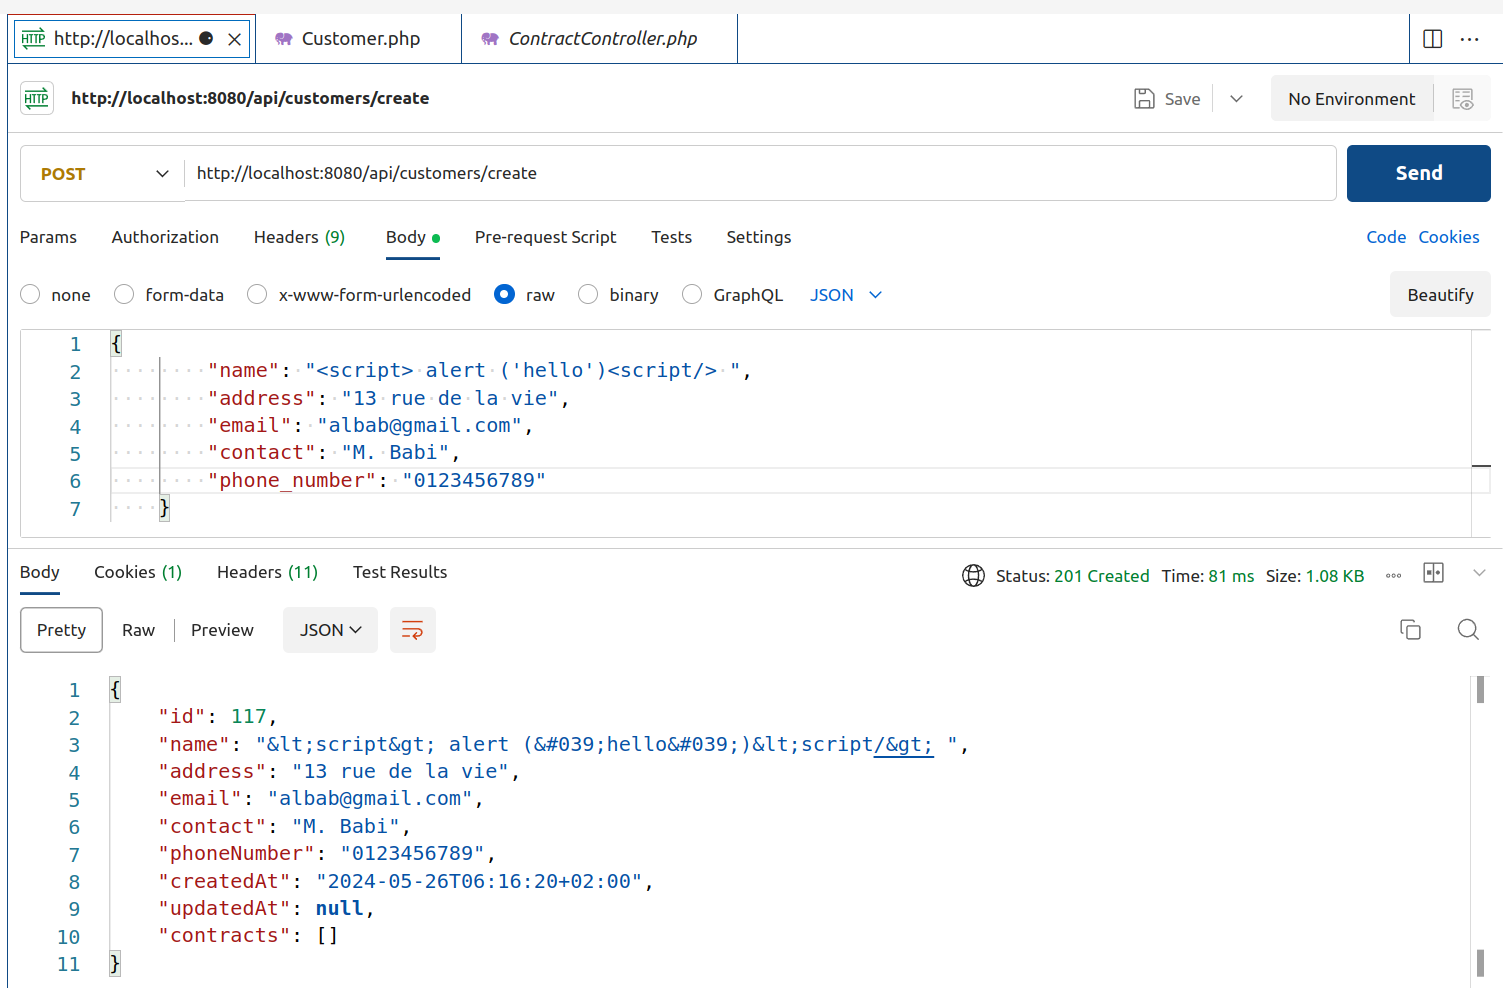 HTTP http://localhos... Customer.php ContractController.php ...
HTTP http://localhost:8080/api/customers/create Save No Environment
POST http://localhost:8080/api/customers/create Send
Params Authorization Headers (9) Body Pre-request Script Tests Settings Code Cookies
none form-data x-www-form-urlencoded raw binary GraphQL JSON Beautify
1 {
2 "name": "<script> alert ('hello')<script/> ",
3 "address": "13 rue de la vie",
4 "email": "albab@gmail.com",
5 "contact": "M. Babi",
6 "phone_number": "0123456789"
7 }
Body Cookies (1) Headers (11) Test Results Status: 201 Created Time: 81 ms Size: 1.08 KB
Pretty Raw Preview JSON
1 {
2 "id": 117,
3 "name": "&lt;script&gt; alert (&#039;hello&#039;)&lt;script/&gt; ",
4 "address": "13 rue de la vie",
5 "email": "albab@gmail.com",
6 "contact": "M. Babi",
7 "phoneNumber": "0123456789",
8 "createdAt": "2024-05-26T06:16:20+02:00",
9 "updatedAt": null,
10 "contracts": []
11 }